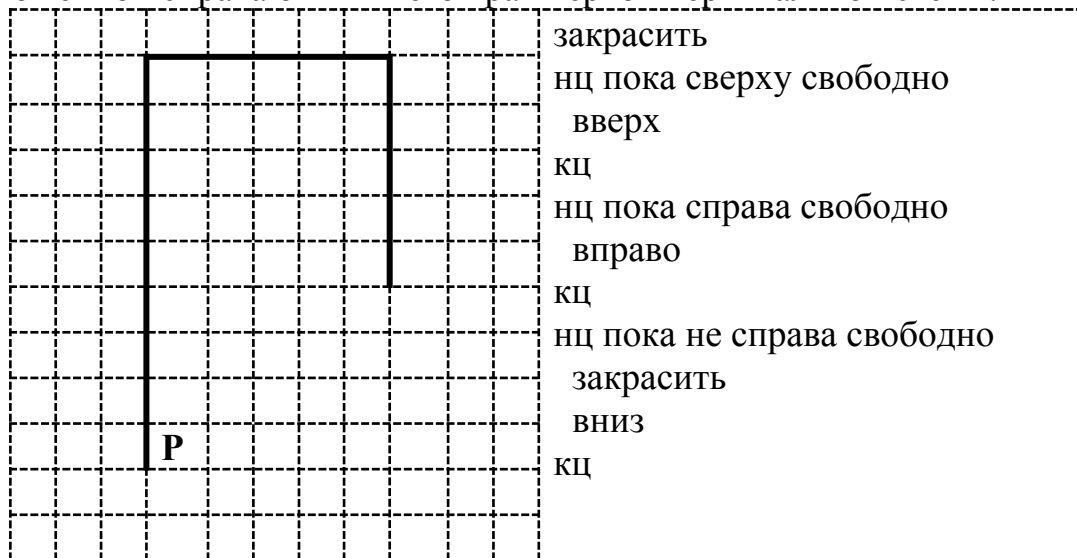 закрасить
нц пока сверху свободно
вверх
кц
нц пока справа свободно
вправо
кц
нц пока не справа свободно
закрасить
вниз
Р
кц